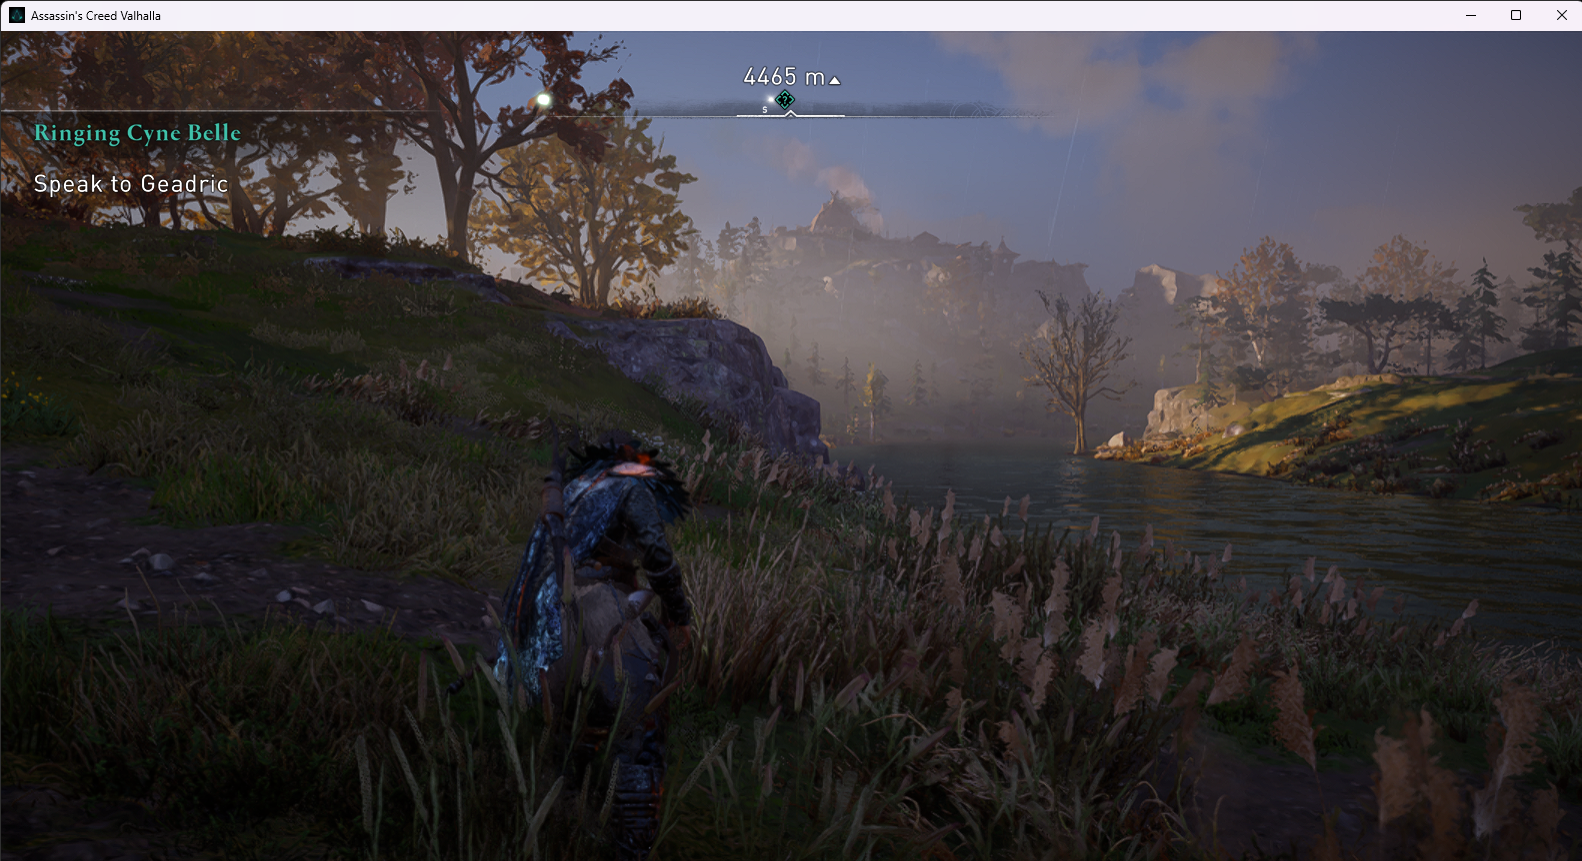 Assassin's Creed Valhalla
4465 m
S
?
Ringing Cyne Belle
Speak to Geadric